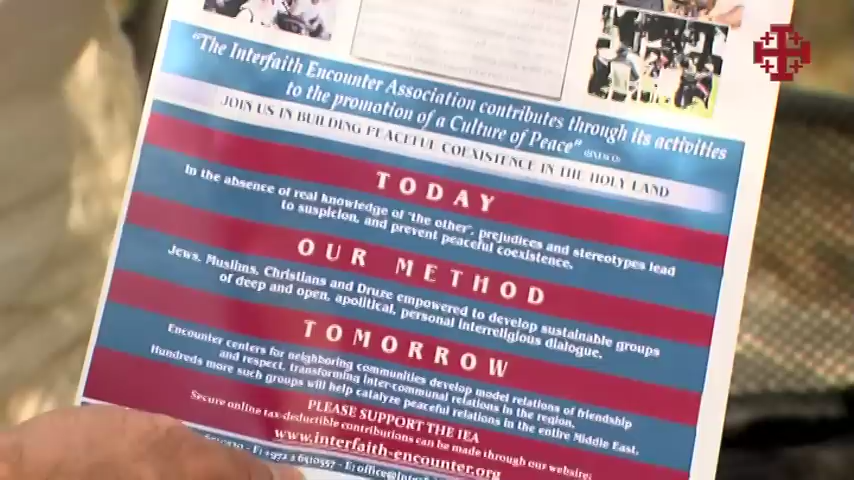 "The Interfaith Encounter Association contributes through its activities
to the promotion of a Culture of Peace" (UNESCO)
JOIN US IN BUILDING PEACEFUL COEXISTENCE IN THE HOLY LAND
TODAY
In the absence of real knowledge of 'the other', prejudices and stereotypes lead
to suspicion, and prevent peaceful coexistence.
OUR METHOD
Jews, Muslims, Christians and Druze empowered to develop sustainable groups
of deep and open, apolitical, personal interreligious dialogue.
TOMORROW
Encounter centers for neighboring communities develop model relations of friendship
and respect, transforming inter-communal relations in the region.
Hundreds more such groups will help catalyze peaceful relations in the entire Middle East.
PLEASE SUPPORT THE IEA
Secure online tax-deductible contributions can be made through our website:
www.interfaith-encounter.org
F: +972 2 6510557 - E: office@inter